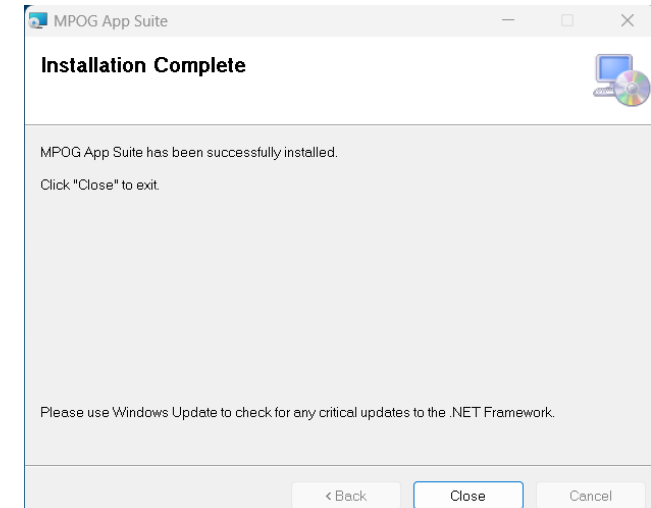 MPOG App Suite
Installation Complete
MPOG App Suite has been successfully installed.
Click "Close" to exit.
Please use Windows Update to check for any critical updates to the .NET Framework.
< Back
Close
Cancel